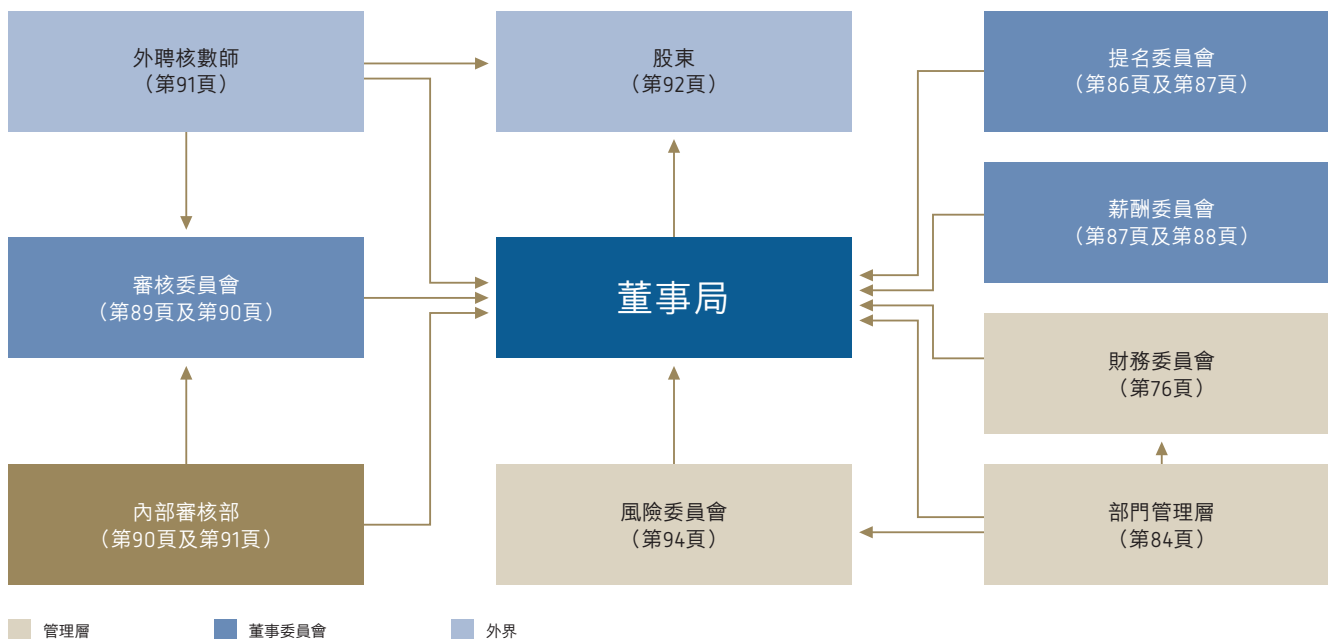 外聘核數師
（第91頁）
股東
（第92頁）
提名委員會
（第86頁及第87頁）
薪酬委員會
（第87頁及第88頁）
審核委員會
（第89頁及第90頁）
董事局
財務委員會
（第76頁）
內部審核部
（第90頁及第91頁）
風險委員會
（第94頁）
部門管理層
（第84頁）
管理層
董事委員會
外界